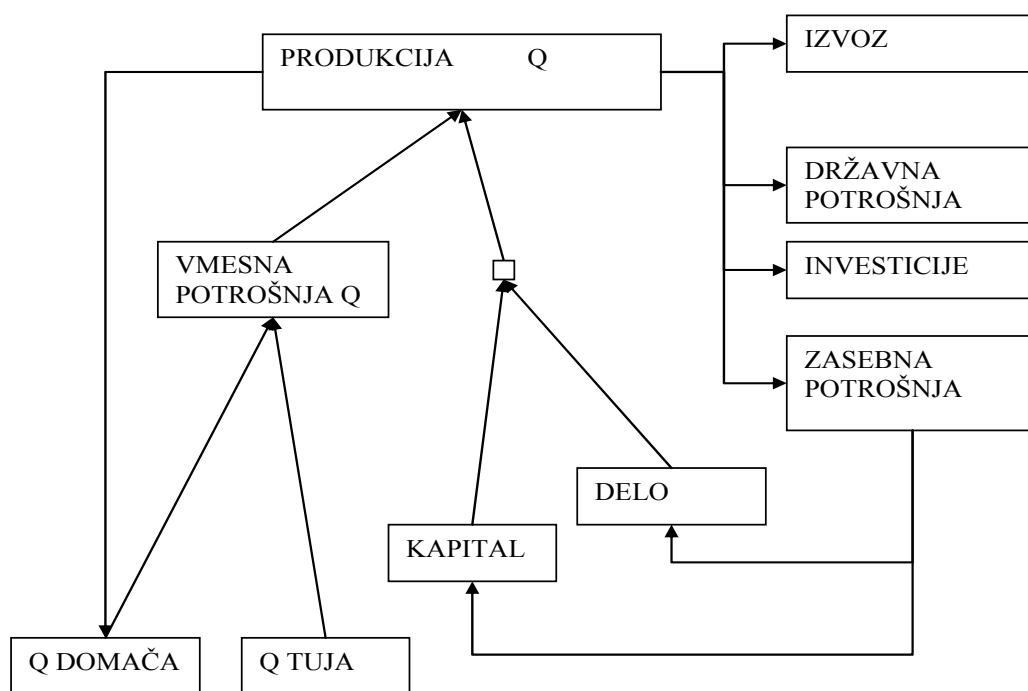 PRODUKCIJA Q
IZVOZ
DRŽAVNA
POTROŠNJA
VMESNA
POTROŠNJA Q
INVESTICIJE
ZASEBNA
POTROŠNJA
DELO
KAPITAL
Q DOMAČA
Q TUJA